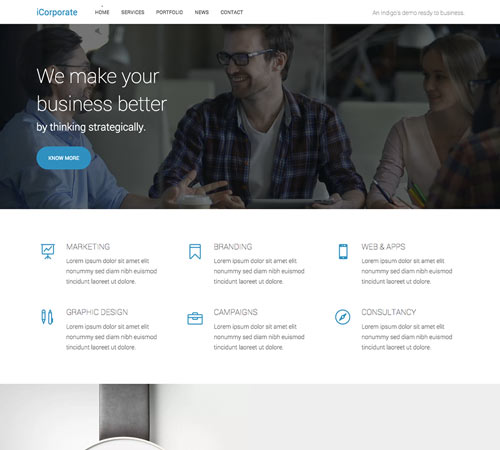 iCorporate
HOME SERVICES PORTFOLIO NEWS CONTACT
An Indigo's demo ready to business.
We make your
business better
by thinking strategically.
KNOW MORE
MARKETING
Lorem ipsum dolor sit amet elit
nonummy sed diam nibh euismod
tincidunt laoreet ut dolore.
BRANDING
Lorem ipsum dolor sit amet elit
nonummy sed diam nibh euismod
tincidunt laoreet ut dolore.
WEB & APPS
Lorem ipsum dolor sit amet elit
nonummy sed diam nibh euismod
tincidunt laoreet ut dolore.
GRAPHIC DESIGN
Lorem ipsum dolor sit amet elit
nonummy sed diam nibh euismod
tincidunt laoreet ut dolore.
CAMPAIGNS
Lorem ipsum dolor sit amet elit
nonummy sed diam nibh euismod
tincidunt laoreet ut dolore.
CONSULTANCY
Lorem ipsum dolor sit amet elit
nonummy sed diam nibh euismod
tincidunt laoreet ut dolore.